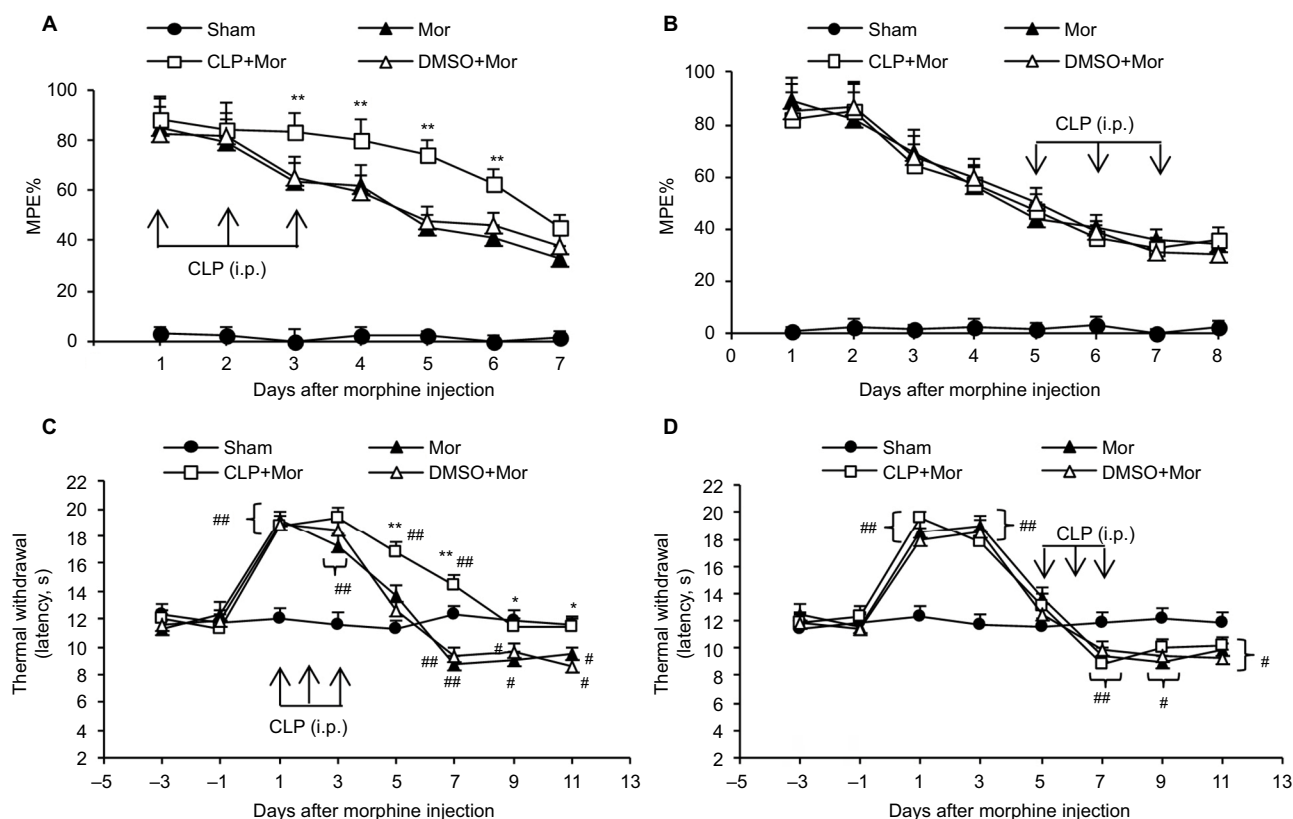 A
Sham
Mor
CLP+Mor
DMSO+Mor
100
80
60
40
20
0
MPE%
** ** ** **
CLP (i.p.)
1 2 3 4 5 6 7
Days after morphine injection
B
Sham
Mor
CLP+Mor
DMSO+Mor
100
80
60
40
20
0
MPE%
CLP (i.p.)
0 1 2 3 4 5 6 7 8
Days after morphine injection
C
Sham
Mor
CLP+Mor
DMSO+Mor
22
20
18
16
14
12
10
8
6
4
2
Thermal withdrawal
(latency, s)
##
##
** ##
** ##
*
*
##
##
#
#
#
#
CLP (i.p.)
–5 –3 –1 1 3 5 7 9 11 13
Days after morphine injection
D
Sham
Mor
CLP+Mor
DMSO+Mor
22
20
18
16
14
12
10
8
6
4
2
Thermal withdrawal
(latency, s)
##
##
CLP (i.p.)
##
#
#
–5 –3 –1 1 3 5 7 9 11 13
Days after morphine injection